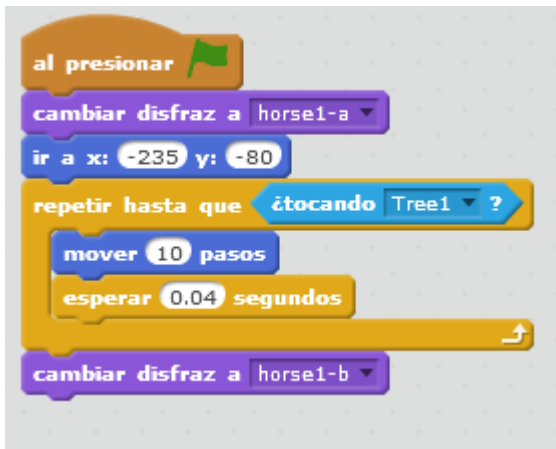 al presionar
cambiar disfraz a horse1-a
ir a x: -235 y: -80
repetir hasta que ¿tocando Tree1 ?
mover 10 pasos
esperar 0.04 segundos
cambiar disfraz a horse1-b